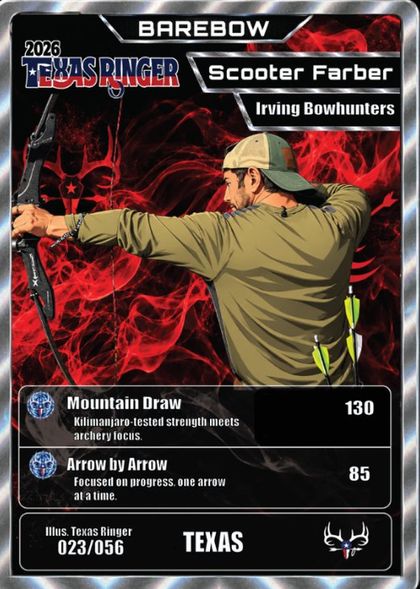 BAREBOW
2026
TEXAS RINGER
Scooter Farber
Irving Bowhunters
Mountain Draw
130
Kilimanjaro-tested strength meets
archery focus.
Arrow by Arrow
85
Focused on progress, one arrow
at a time.
Illus. Texas Ringer
023/056
TEXAS